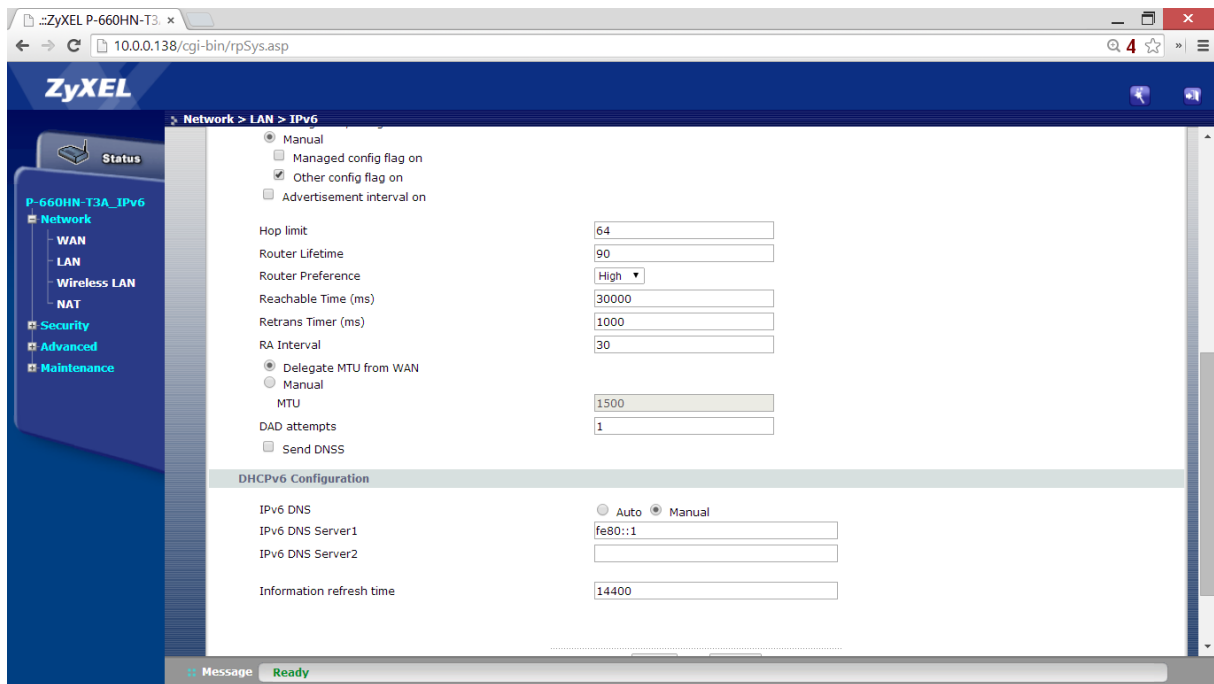 .::ZyXEL P-660HN-T3.
10.0.0.138/cgi-bin/rpSys.asp
4
ZyXEL
Network > LAN > IPv6
Status
P-660HN-T3A_IPv6
Network
WAN
LAN
Wireless LAN
NAT
Security
Advanced
Maintenance
Manual
Managed config flag on
Other config flag on
Advertisement interval on
Hop limit 64
Router Lifetime 90
Router Preference High
Reachable Time (ms) 30000
Retrans Timer (ms) 1000
RA Interval 30
Delegate MTU from WAN
Manual
MTU 1500
DAD attempts 1
Send DNSS
DHCPv6 Configuration
IPv6 DNS Auto Manual
IPv6 DNS Server1 fe80::1
IPv6 DNS Server2
Information refresh time 14400
Message Ready